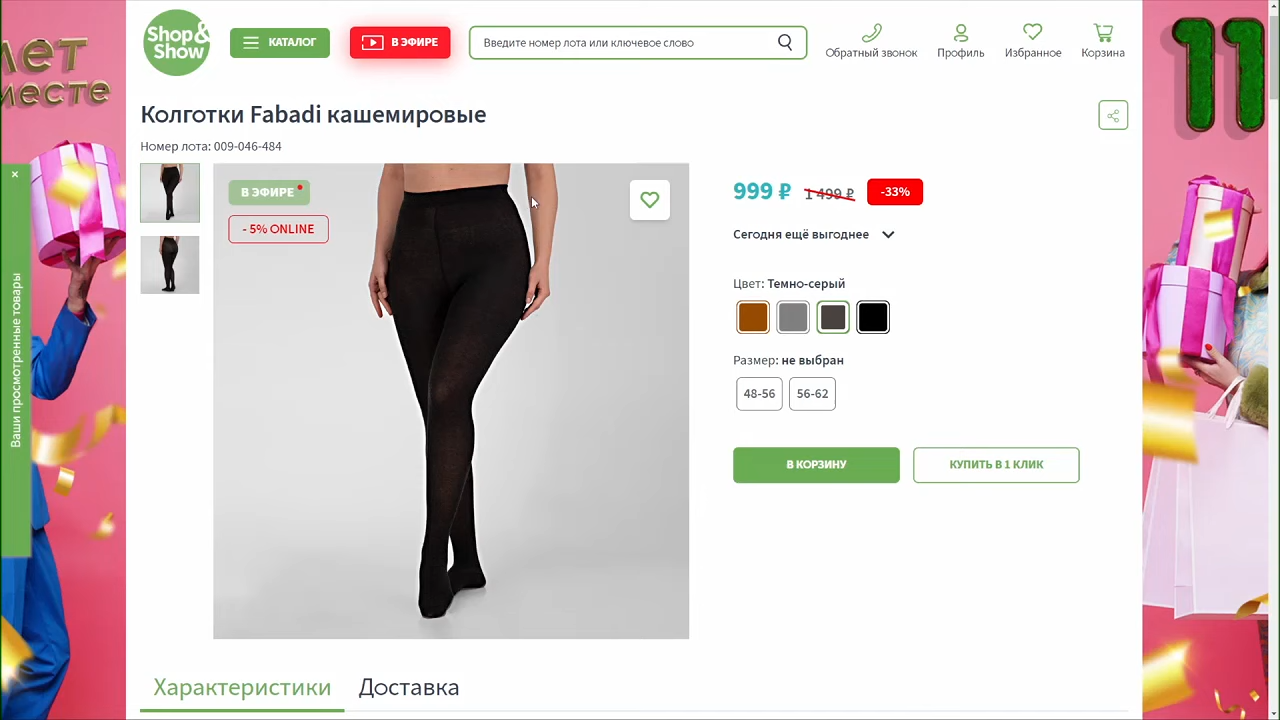 лет
вместе
11
Shop&
Show
КАТАЛОГ
В ЭФИРЕ
Введите номер лота или ключевое слово
Обратный звонок
Профиль
Избранное
Корзина
Колготки Fabadi кашемировые
Номер лота: 009-046-484
В ЭФИРЕ
- 5% ONLINE
999 ₽
1 499 ₽
-33%
Сегодня ещё выгоднее
Цвет: Темно-серый
Размер: не выбран
48-56
56-62
В КОРЗИНУ
КУПИТЬ В 1 КЛИК
×
Ваши просмотренные товары
Характеристики
Доставка